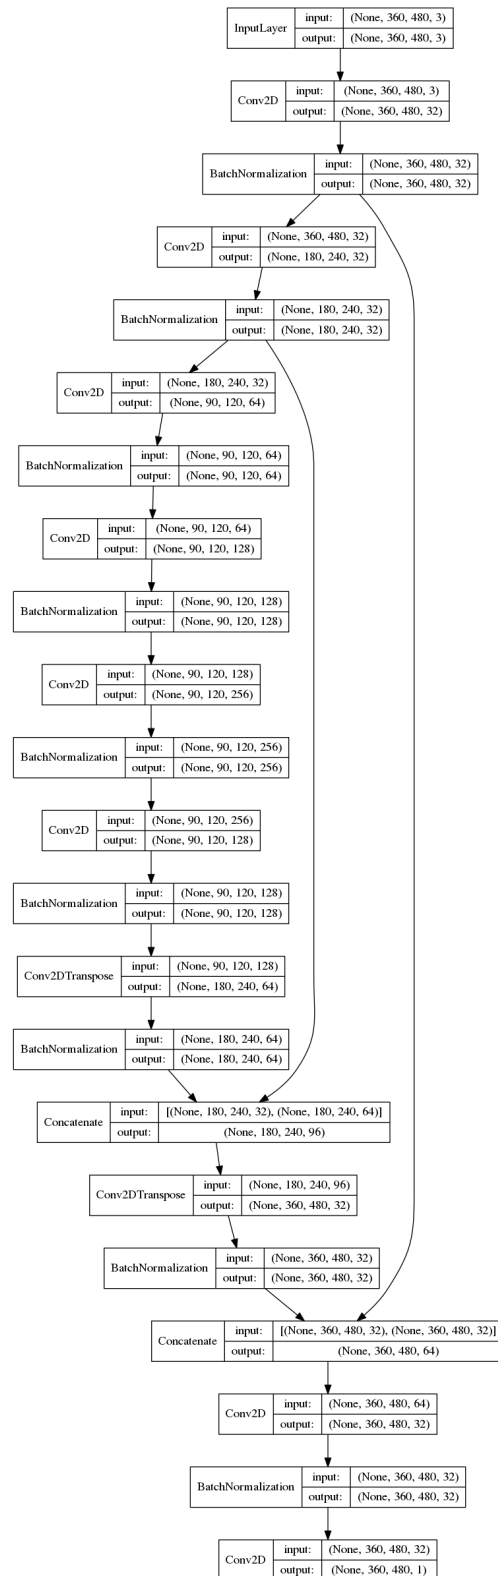 InputLayer input: (None, 360, 480, 3)
output: (None, 360, 480, 3)
Conv2D input: (None, 360, 480, 3)
output: (None, 360, 480, 32)
BatchNormalization input: (None, 360, 480, 32)
output: (None, 360, 480, 32)
Conv2D input: (None, 360, 480, 32)
output: (None, 180, 240, 32)
BatchNormalization input: (None, 180, 240, 32)
output: (None, 180, 240, 32)
Conv2D input: (None, 180, 240, 32)
output: (None, 90, 120, 64)
BatchNormalization input: (None, 90, 120, 64)
output: (None, 90, 120, 64)
Conv2D input: (None, 90, 120, 64)
output: (None, 90, 120, 128)
BatchNormalization input: (None, 90, 120, 128)
output: (None, 90, 120, 128)
Conv2D input: (None, 90, 120, 128)
output: (None, 90, 120, 256)
BatchNormalization input: (None, 90, 120, 256)
output: (None, 90, 120, 256)
Conv2D input: (None, 90, 120, 256)
output: (None, 90, 120, 128)
BatchNormalization input: (None, 90, 120, 128)
output: (None, 90, 120, 128)
Conv2DTranspose input: (None, 90, 120, 128)
output: (None, 180, 240, 64)
BatchNormalization input: (None, 180, 240, 64)
output: (None, 180, 240, 64)
Concatenate input: [(None, 180, 240, 32), (None, 180, 240, 64)]
output: (None, 180, 240, 96)
Conv2DTranspose input: (None, 180, 240, 96)
output: (None, 360, 480, 32)
BatchNormalization input: (None, 360, 480, 32)
output: (None, 360, 480, 32)
Concatenate input: [(None, 360, 480, 32), (None, 360, 480, 32)]
output: (None, 360, 480, 64)
Conv2D input: (None, 360, 480, 64)
output: (None, 360, 480, 32)
BatchNormalization input: (None, 360, 480, 32)
output: (None, 360, 480, 32)
Conv2D input: (None, 360, 480, 32)
output: (None, 360, 480, 1)